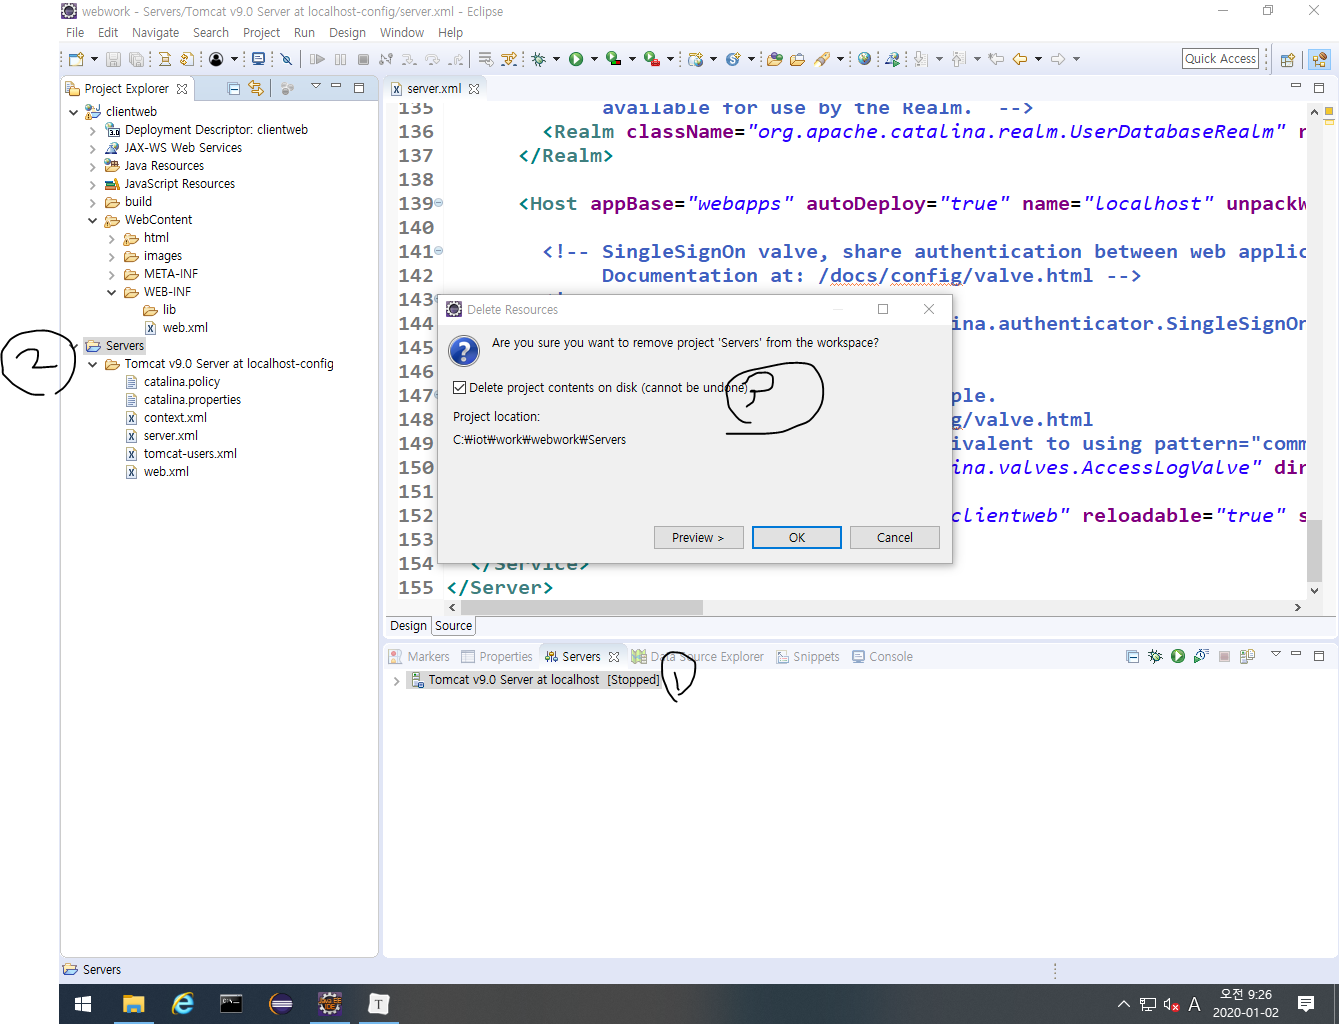 webwork - Servers/Tomcat v9.0 Server at localhost-config/server.xml - Eclipse
File Edit Navigate Search Project Run Design Window Help
Quick Access
Project Explorer
clientweb
Deployment Descriptor: clientweb
JAX-WS Web Services
Java Resources
JavaScript Resources
build
WebContent
html
images
META-INF
WEB-INF
lib
web.xml
2
Servers
Tomcat v9.0 Server at localhost-config
catalina.policy
catalina.properties
context.xml
server.xml
tomcat-users.xml
web.xml
server.xml
135 available for use by the Realm. -->
136 <Realm className="org.apache.catalina.realm.UserDatabaseRealm" r
137 </Realm>
138
139 <Host appBase="webapps" autoDeploy="true" name="localhost" unpackW
140
141 <!-- SingleSignOn valve, share authentication between web applic
142 Documentation at: /docs/config/valve.html -->
143
144 ina.authenticator.SingleSignOn
145
146
147 ple.
148 g/valve.html
149 ivalent to using pattern="comm
150 ina.valves.AccessLogValve" dir
151
152 clientweb" reloadable="true" s
153
154 </Service>
155 </Server>
Delete Resources
Are you sure you want to remove project 'Servers' from the workspace?
Delete project contents on disk (cannot be undone)
Project location:
C:₩iot₩work₩webwork₩Servers
Preview > OK Cancel
Design Source
Markers Properties Servers Data Source Explorer Snippets Console
Tomcat v9.0 Server at localhost [Stopped]
1
Servers
A
오전 9:26
2020-01-02